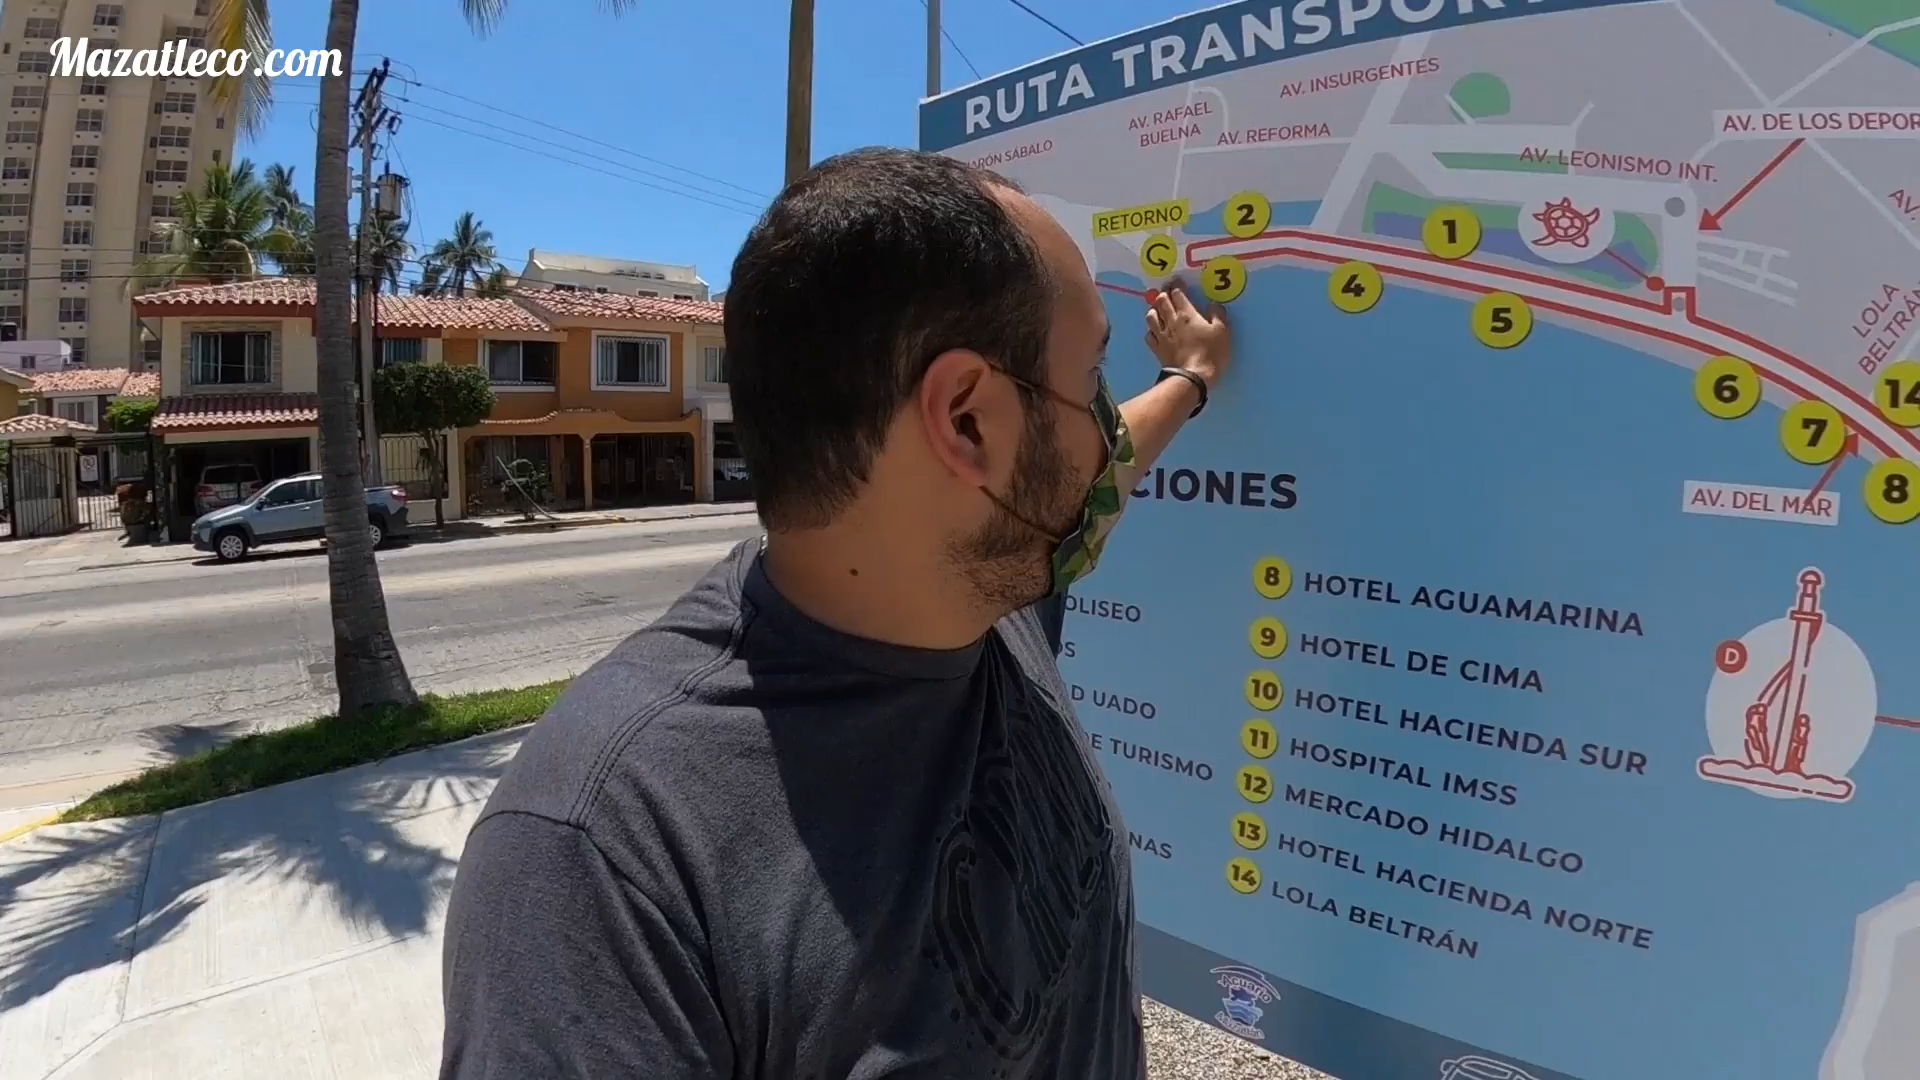 Mazatleco.com
RUTA TRANSPOR
AV. INSURGENTES
AV. RAFAEL
BUELNA
AV. REFORMA
SÁBALO
AV. DE LOS DEPOR
AV. LEONISMO INT.
RETORNO
2
1
3
4
5
6
7
14
8
LOLA
BELTRÁN
AV. DEL MAR
CIONES
8 HOTEL AGUAMARINA
9 HOTEL DE CIMA
10 HOTEL HACIENDA SUR
11 HOSPITAL IMSS
12 MERCADO HIDALGO
13 HOTEL HACIENDA NORTE
14 LOLA BELTRÁN
OLISEO
OS
D UADO
DE TURISMO
NAS
D
Acuario
Mazatlán